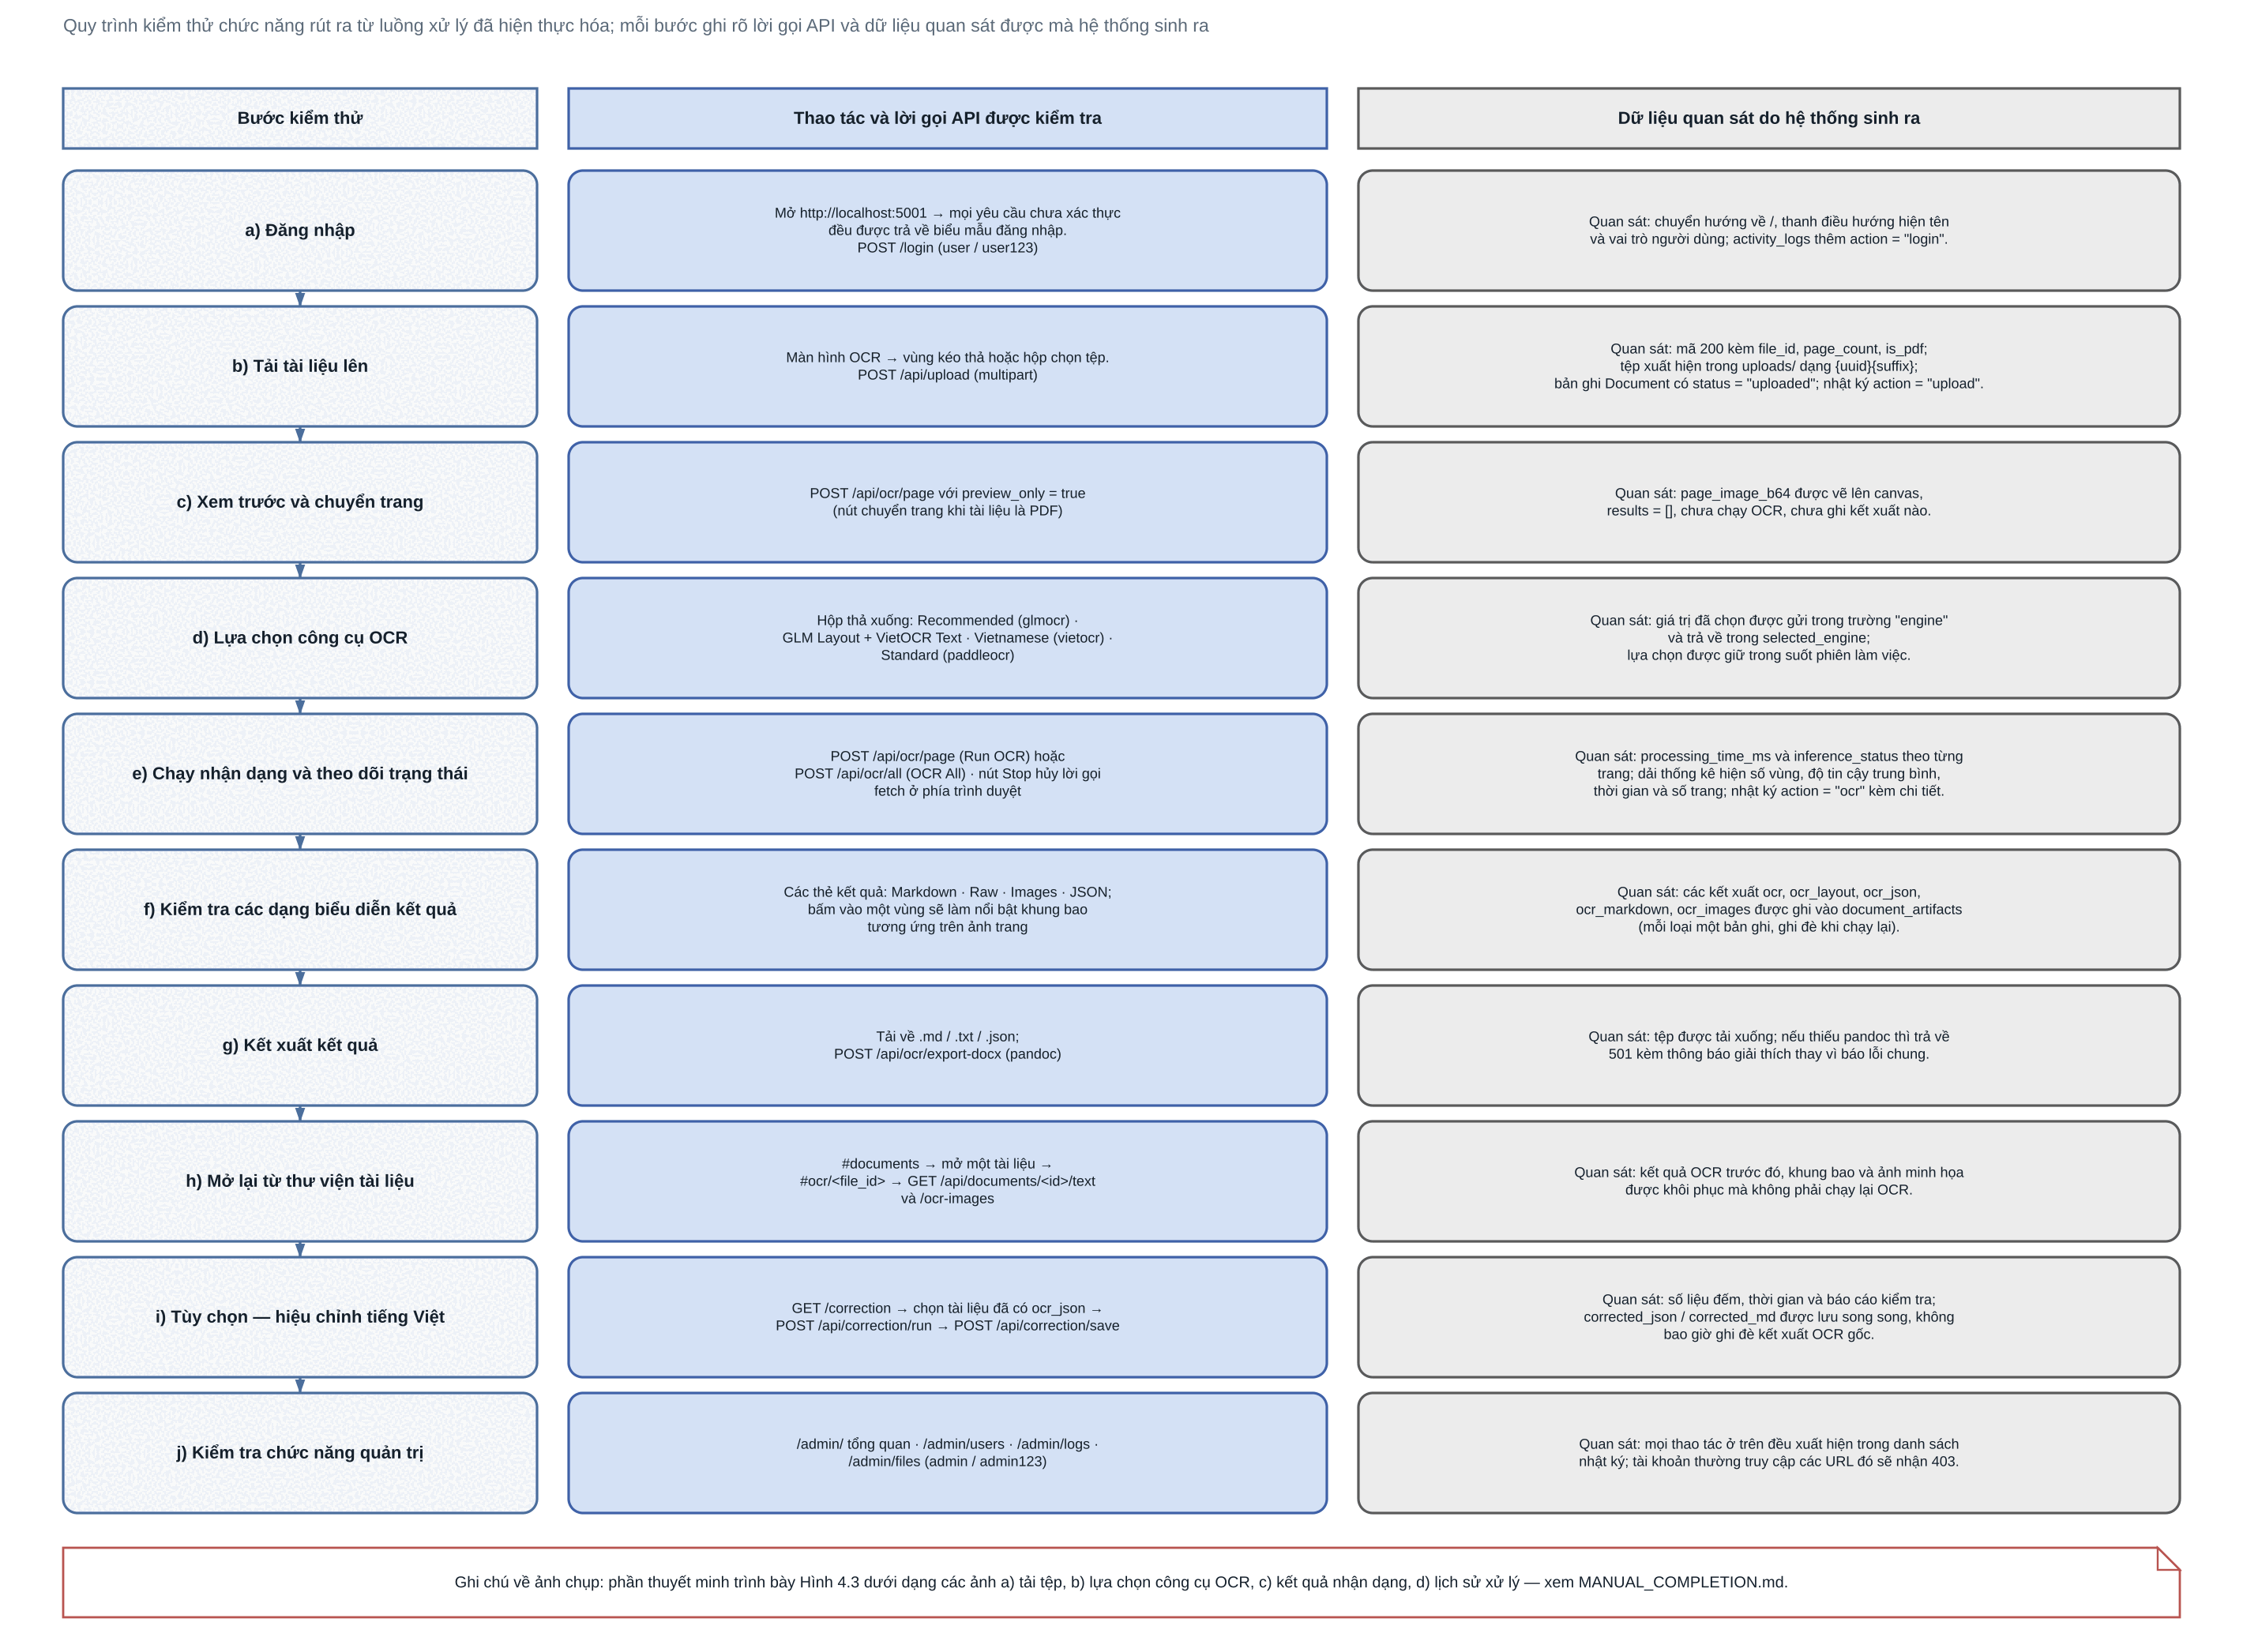 Quy trình kiểm thử chức năng rút ra từ luồng xử lý đã hiện thực hóa; mỗi bước ghi rõ lời gọi API và dữ liệu quan sát được mà hệ thống sinh ra
Bước kiểm thử
Thao tác và lời gọi API được kiểm tra
Dữ liệu quan sát do hệ thống sinh ra
a) Đăng nhập
Mở http://localhost:5001 → mọi yêu cầu chưa xác thực
đều được trả về biểu mẫu đăng nhập.
POST /login (user / user123)
Quan sát: chuyển hướng về /, thanh điều hướng hiện tên
và vai trò người dùng; activity_logs thêm action = "login".
b) Tải tài liệu lên
Màn hình OCR → vùng kéo thả hoặc hộp chọn tệp.
POST /api/upload (multipart)
Quan sát: mã 200 kèm file_id, page_count, is_pdf;
tệp xuất hiện trong uploads/ dạng {uuid}{suffix};
bản ghi Document có status = "uploaded"; nhật ký action = "upload".
c) Xem trước và chuyển trang
POST /api/ocr/page với preview_only = true
(nút chuyển trang khi tài liệu là PDF)
Quan sát: page_image_b64 được vẽ lên canvas,
results = [], chưa chạy OCR, chưa ghi kết xuất nào.
d) Lựa chọn công cụ OCR
Hộp thả xuống: Recommended (glmocr) ·
GLM Layout + VietOCR Text · Vietnamese (vietocr) ·
Standard (paddleocr)
Quan sát: giá trị đã chọn được gửi trong trường "engine"
và trả về trong selected_engine;
lựa chọn được giữ trong suốt phiên làm việc.
e) Chạy nhận dạng và theo dõi trạng thái
POST /api/ocr/page (Run OCR) hoặc
POST /api/ocr/all (OCR All) · nút Stop hủy lời gọi
fetch ở phía trình duyệt
Quan sát: processing_time_ms và inference_status theo từng
trang; dải thống kê hiện số vùng, độ tin cậy trung bình,
thời gian và số trang; nhật ký action = "ocr" kèm chi tiết.
f) Kiểm tra các dạng biểu diễn kết quả
Các thẻ kết quả: Markdown · Raw · Images · JSON;
bấm vào một vùng sẽ làm nổi bật khung bao
tương ứng trên ảnh trang
Quan sát: các kết xuất ocr, ocr_layout, ocr_json,
ocr_markdown, ocr_images được ghi vào document_artifacts
(mỗi loại một bản ghi, ghi đè khi chạy lại).
g) Kết xuất kết quả
Tải về .md / .txt / .json;
POST /api/ocr/export-docx (pandoc)
Quan sát: tệp được tải xuống; nếu thiếu pandoc thì trả về
501 kèm thông báo giải thích thay vì báo lỗi chung.
h) Mở lại từ thư viện tài liệu
#documents → mở một tài liệu →
#ocr/<file_id> → GET /api/documents/<id>/text
và /ocr-images
Quan sát: kết quả OCR trước đó, khung bao và ảnh minh họa
được khôi phục mà không phải chạy lại OCR.
i) Tùy chọn — hiệu chỉnh tiếng Việt
GET /correction → chọn tài liệu đã có ocr_json →
POST /api/correction/run → POST /api/correction/save
Quan sát: số liệu đếm, thời gian và báo cáo kiểm tra;
corrected_json / corrected_md được lưu song song, không
bao giờ ghi đè kết xuất OCR gốc.
j) Kiểm tra chức năng quản trị
/admin/ tổng quan · /admin/users · /admin/logs ·
/admin/files (admin / admin123)
Quan sát: mọi thao tác ở trên đều xuất hiện trong danh sách
nhật ký; tài khoản thường truy cập các URL đó sẽ nhận 403.
Ghi chú về ảnh chụp: phần thuyết minh trình bày Hình 4.3 dưới dạng các ảnh a) tải tệp, b) lựa chọn công cụ OCR, c) kết quả nhận dạng, d) lịch sử xử lý — xem MANUAL_COMPLETION.md.